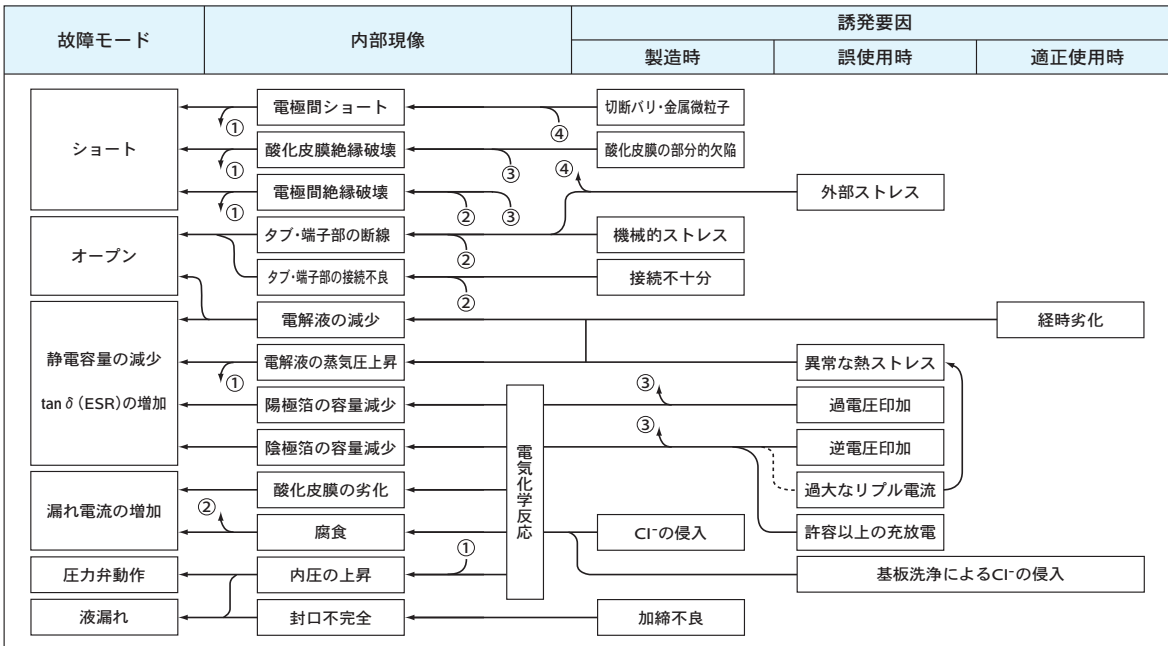 故障モード
内部現像
誘発要因
製造時
誤使用時
適正使用時
ショート
電極間ショート
切断バリ・金属微粒子
①
④
酸化皮膜絶縁破壊
酸化皮膜の部分的欠陥
①
③
④
電極間絶縁破壊
外部ストレス
①
②
③
オープン
タブ・端子部の断線
機械的ストレス
②
タブ・端子部の接続不良
接続不十分
②
静電容量の減少
tan δ (ESR)の増加
電解液の減少
経時劣化
電解液の蒸気圧上昇
異常な熱ストレス
①
陽極箔の容量減少
③
過電圧印加
陰極箔の容量減少
③
逆電圧印加
電気化学反応
漏れ電流の増加
酸化皮膜の劣化
過大なリプル電流
②
腐食
Cl⁻の侵入
許容以上の充放電
①
圧力弁動作
内圧の上昇
基板洗浄によるCl⁻の侵入
液漏れ
封口不完全
加締不良